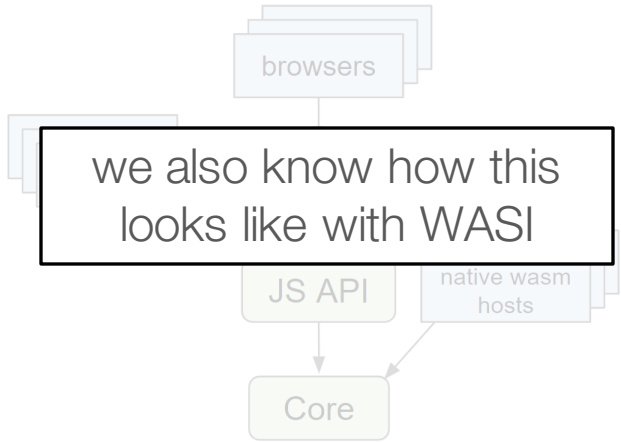 browsers
we also know how this
looks like with WASI
JS API
native wasm
hosts
Core